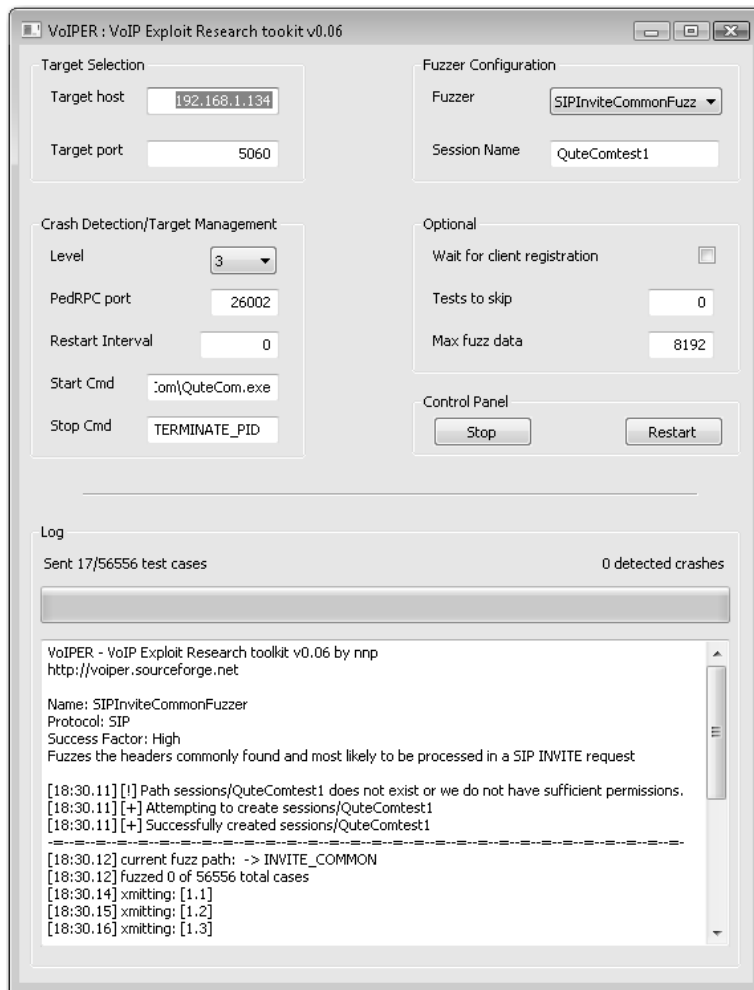 VoIPER : VoIP Exploit Research tookit v0.06
Target Selection
Target host 192.168.1.134
Target port 5060
Fuzzer Configuration
Fuzzer SIPInviteCommonFuzz
Session Name QuteComtest1
Crash Detection/Target Management
Level 3
PedRPC port 26002
Restart Interval 0
Start Cmd :om\QuteCom.exe
Stop Cmd TERMINATE_PID
Optional
Wait for client registration
Tests to skip 0
Max fuzz data 8192
Control Panel
Stop Restart
Log
Sent 17/56556 test cases 0 detected crashes
VoIPER - VoIP Exploit Research toolkit v0.06 by nnp
http://voiper.sourceforge.net
Name: SIPInviteCommonFuzzer
Protocol: SIP
Success Factor: High
Fuzzes the headers commonly found and most likely to be processed in a SIP INVITE request
[18:30.11] [!] Path sessions/QuteComtest1 does not exist or we do not have sufficient permissions.
[18:30.11] [+] Attempting to create sessions/QuteComtest1
[18:30.11] [+] Successfully created sessions/QuteComtest1
-=--=--=--=--=--=--=--=--=--=--=--=--=--=--=--=--=--=--=--=--=--=--=--=--=--=--=-
[18:30.12] current fuzz path: -> INVITE_COMMON
[18:30.12] fuzzed 0 of 56556 total cases
[18:30.14] xmitting: [1.1]
[18:30.15] xmitting: [1.2]
[18:30.16] xmitting: [1.3]